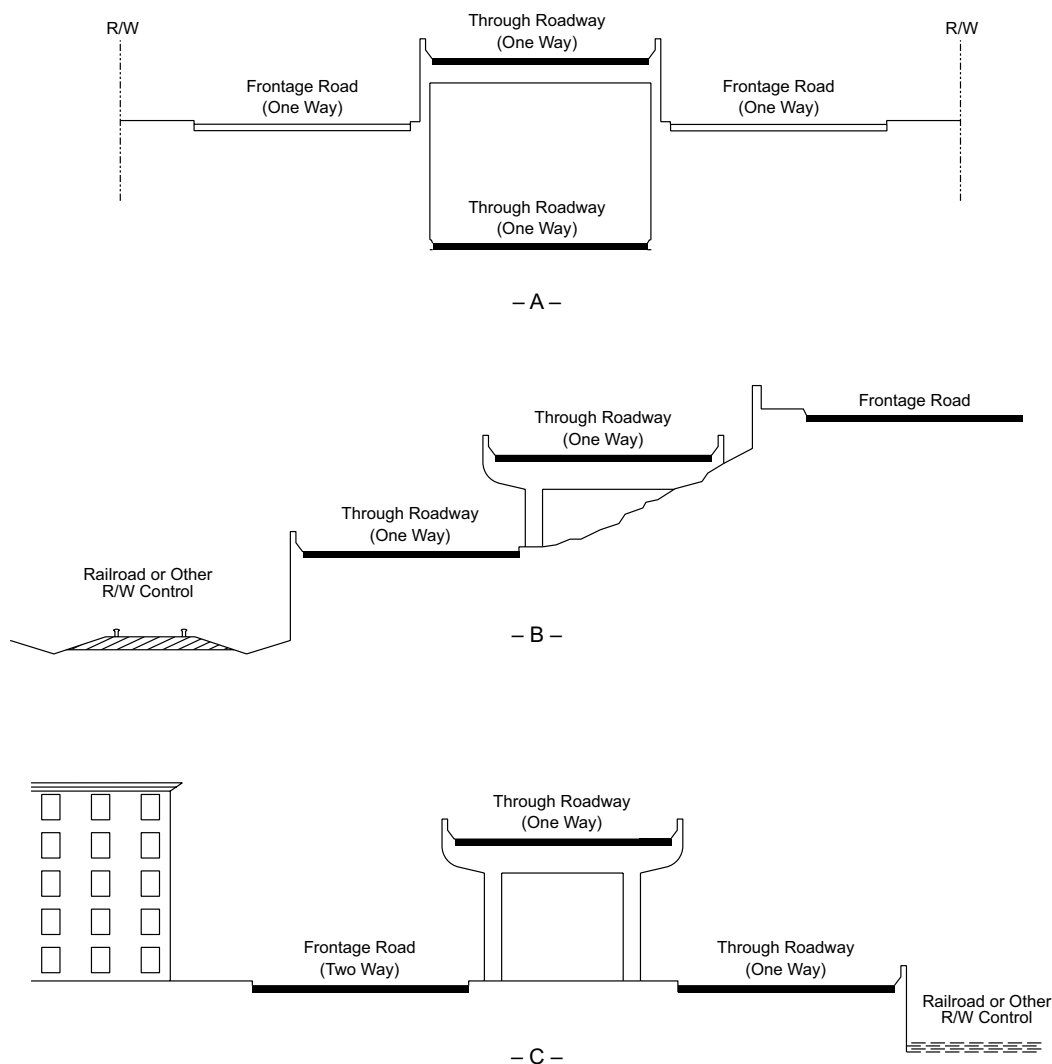 R/W
Through Roadway
(One Way)
R/W
Frontage Road
(One Way)
Frontage Road
(One Way)
Through Roadway
(One Way)
– A –
Frontage Road
Through Roadway
(One Way)
Through Roadway
(One Way)
Railroad or Other
R/W Control
– B –
Through Roadway
(One Way)
Frontage Road
(Two Way)
Through Roadway
(One Way)
Railroad or Other
R/W Control
– C –